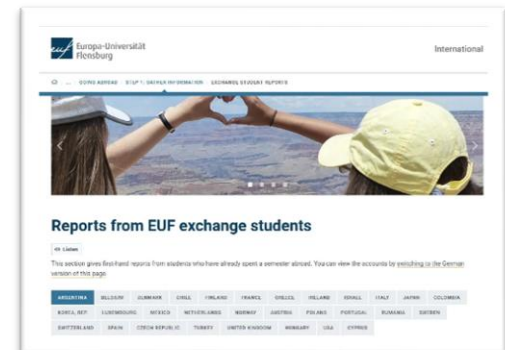 euf Europa-Universität
Flensburg
International
... GOING ABROAD STEP 1: GATHER INFORMATION EXCHANGE STUDENT REPORTS
Reports from EUF exchange students
Listen
This section gives first-hand reports from students who have already spent a semester abroad. You can view the accounts by switching to the German
version of this page.
ARGENTINA BELGIUM DENMARK CHILE FINLAND FRANCE GREECE IRELAND ISRAEL ITALY JAPAN COLOMBIA
KOREA, REP. LUXEMBOURG MEXICO NETHERLANDS NORWAY AUSTRIA POLAND PORTUGAL RUMANIA SWEDEN
SWITZERLAND SPAIN CZECH REPUBLIC TURKEY UNITED KINGDOM HUNGARY USA CYPRUS